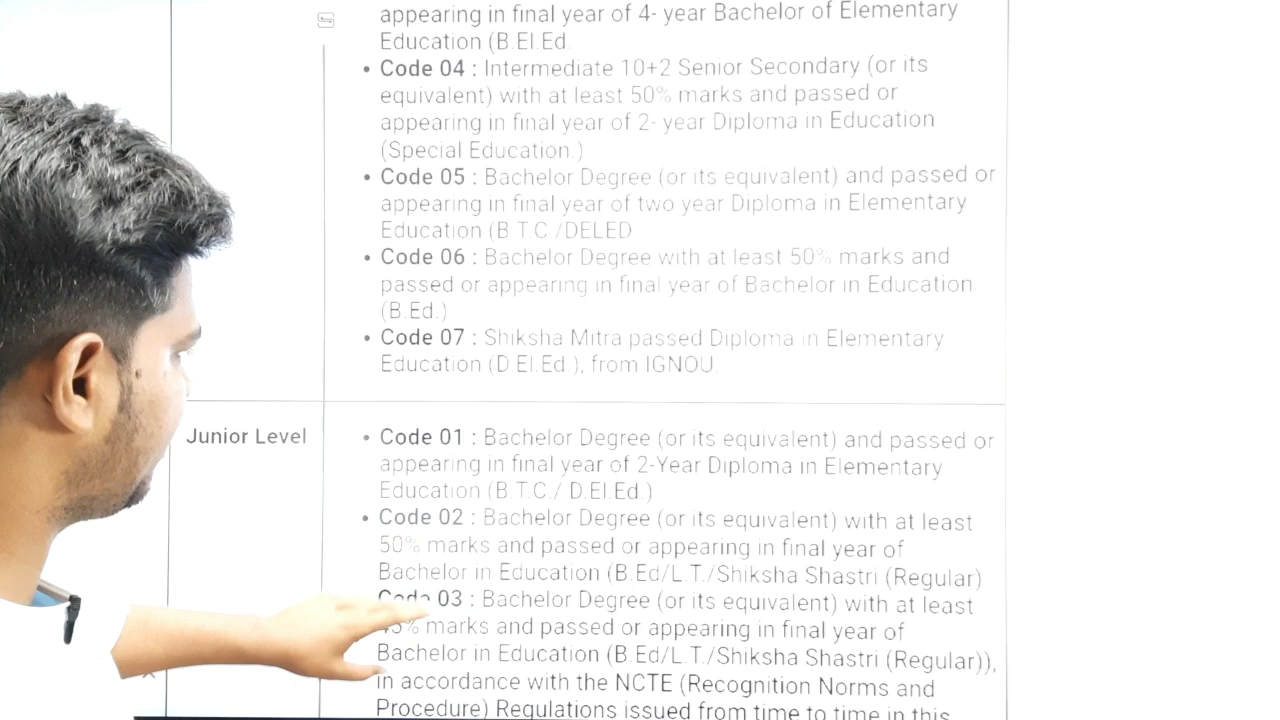 appearing in final year of 4- year Bachelor of Elementary
Education (B.El.Ed.
• Code 04 : Intermediate 10+2 Senior Secondary (or its
equivalent) with at least 50% marks and passed or
appearing in final year of 2- year Diploma in Education
(Special Education.)
• Code 05 : Bachelor Degree (or its equivalent) and passed or
appearing in final year of two year Diploma in Elementary
Education (B.T.C./DELED
• Code 06 : Bachelor Degree with at least 50% marks and
passed or appearing in final year of Bachelor in Education
(B.Ed.)
• Code 07 : Shiksha Mitra passed Diploma in Elementary
Education (D.El.Ed.), from IGNOU.
Junior Level
• Code 01 : Bachelor Degree (or its equivalent) and passed or
appearing in final year of 2-Year Diploma in Elementary
Education (B.T.C./ D.El.Ed.)
• Code 02 : Bachelor Degree (or its equivalent) with at least
50% marks and passed or appearing in final year of
Bachelor in Education (B.Ed/L.T./Shiksha Shastri (Regular)
Code 03 : Bachelor Degree (or its equivalent) with at least
45% marks and passed or appearing in final year of
Bachelor in Education (B.Ed/L.T./Shiksha Shastri (Regular)),
in accordance with the NCTE (Recognition Norms and
Procedure) Regulations issued from time to time in this